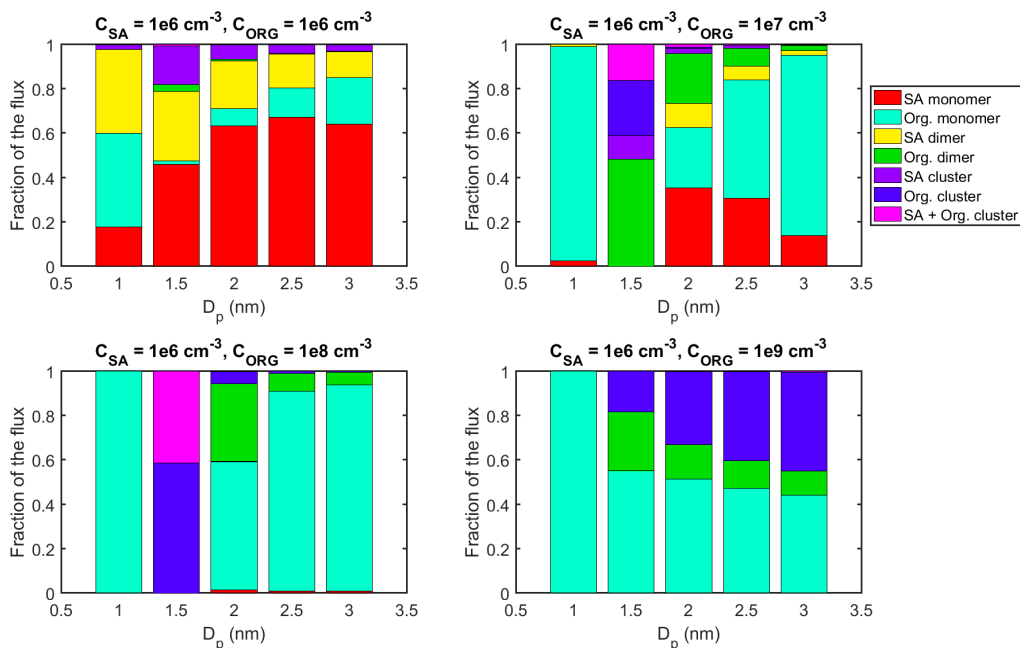 C_SA = 1e6 cm^-3, C_ORG = 1e6 cm^-3
Fraction of the flux
1
0.8
0.6
0.4
0.2
0
0.5 1 1.5 2 2.5 3 3.5
D_p (nm)
C_SA = 1e6 cm^-3, C_ORG = 1e7 cm^-3
Fraction of the flux
1
0.8
0.6
0.4
0.2
0
0.5 1 1.5 2 2.5 3 3.5
D_p (nm)
SA monomer
Org. monomer
SA dimer
Org. dimer
SA cluster
Org. cluster
SA + Org. cluster
C_SA = 1e6 cm^-3, C_ORG = 1e8 cm^-3
Fraction of the flux
1
0.8
0.6
0.4
0.2
0
0.5 1 1.5 2 2.5 3 3.5
D_p (nm)
C_SA = 1e6 cm^-3, C_ORG = 1e9 cm^-3
Fraction of the flux
1
0.8
0.6
0.4
0.2
0
0.5 1 1.5 2 2.5 3 3.5
D_p (nm)